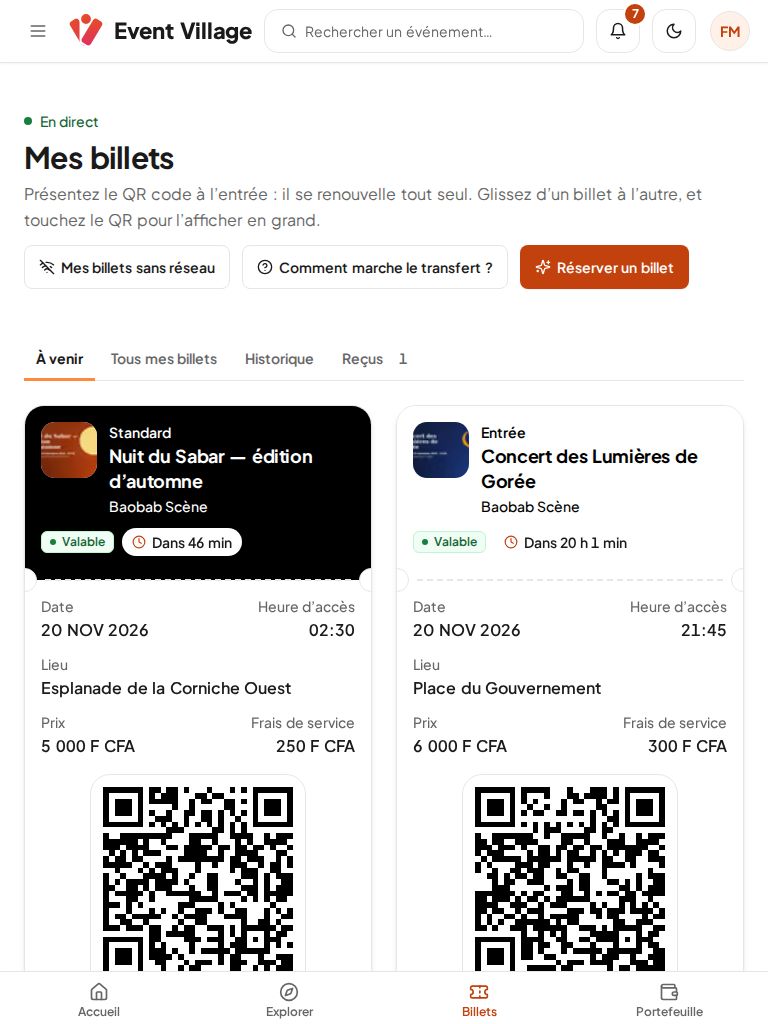 Event Village
Rechercher un événement…
7
FM
En direct
Mes billets
Présentez le QR code à l’entrée : il se renouvelle tout seul. Glissez d’un billet à l’autre, et
touchez le QR pour l’afficher en grand.
Mes billets sans réseau
Comment marche le transfert ?
Réserver un billet
À venir
Tous mes billets
Historique
Reçus 1
Standard
Nuit du Sabar — édition
d’automne
Baobab Scène
Valable
Dans 46 min
Date
Heure d’accès
20 NOV 2026
02:30
Lieu
Esplanade de la Corniche Ouest
Prix
Frais de service
5 000 F CFA
250 F CFA
Entrée
Concert des Lumières de
Gorée
Baobab Scène
Valable
Dans 20 h 1 min
Date
Heure d’accès
20 NOV 2026
21:45
Lieu
Place du Gouvernement
Prix
Frais de service
6 000 F CFA
300 F CFA
Accueil
Explorer
Billets
Portefeuille